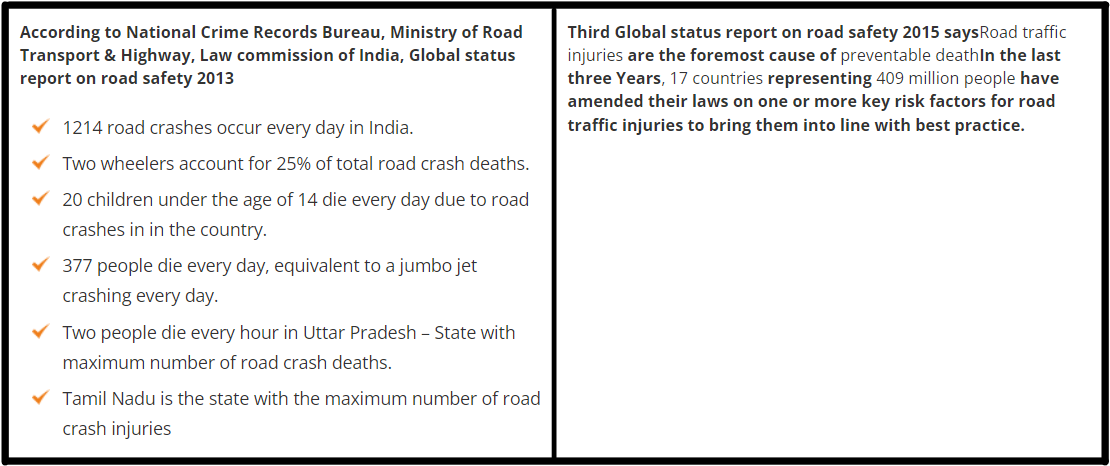 According to National Crime Records Bureau, Ministry of Road
Transport & Highway, Law commission of India, Global status
report on road safety 2013
1214 road crashes occur every day in India.
Two wheelers account for 25% of total road crash deaths.
20 children under the age of 14 die every day due to road
crashes in in the country.
377 people die every day, equivalent to a jumbo jet
crashing every day.
Two people die every hour in Uttar Pradesh – State with
maximum number of road crash deaths.
Tamil Nadu is the state with the maximum number of road
crash injuries
Third Global status report on road safety 2015 saysRoad traffic
injuries are the foremost cause of preventable deathIn the last
three Years, 17 countries representing 409 million people have
amended their laws on one or more key risk factors for road
traffic injuries to bring them into line with best practice.